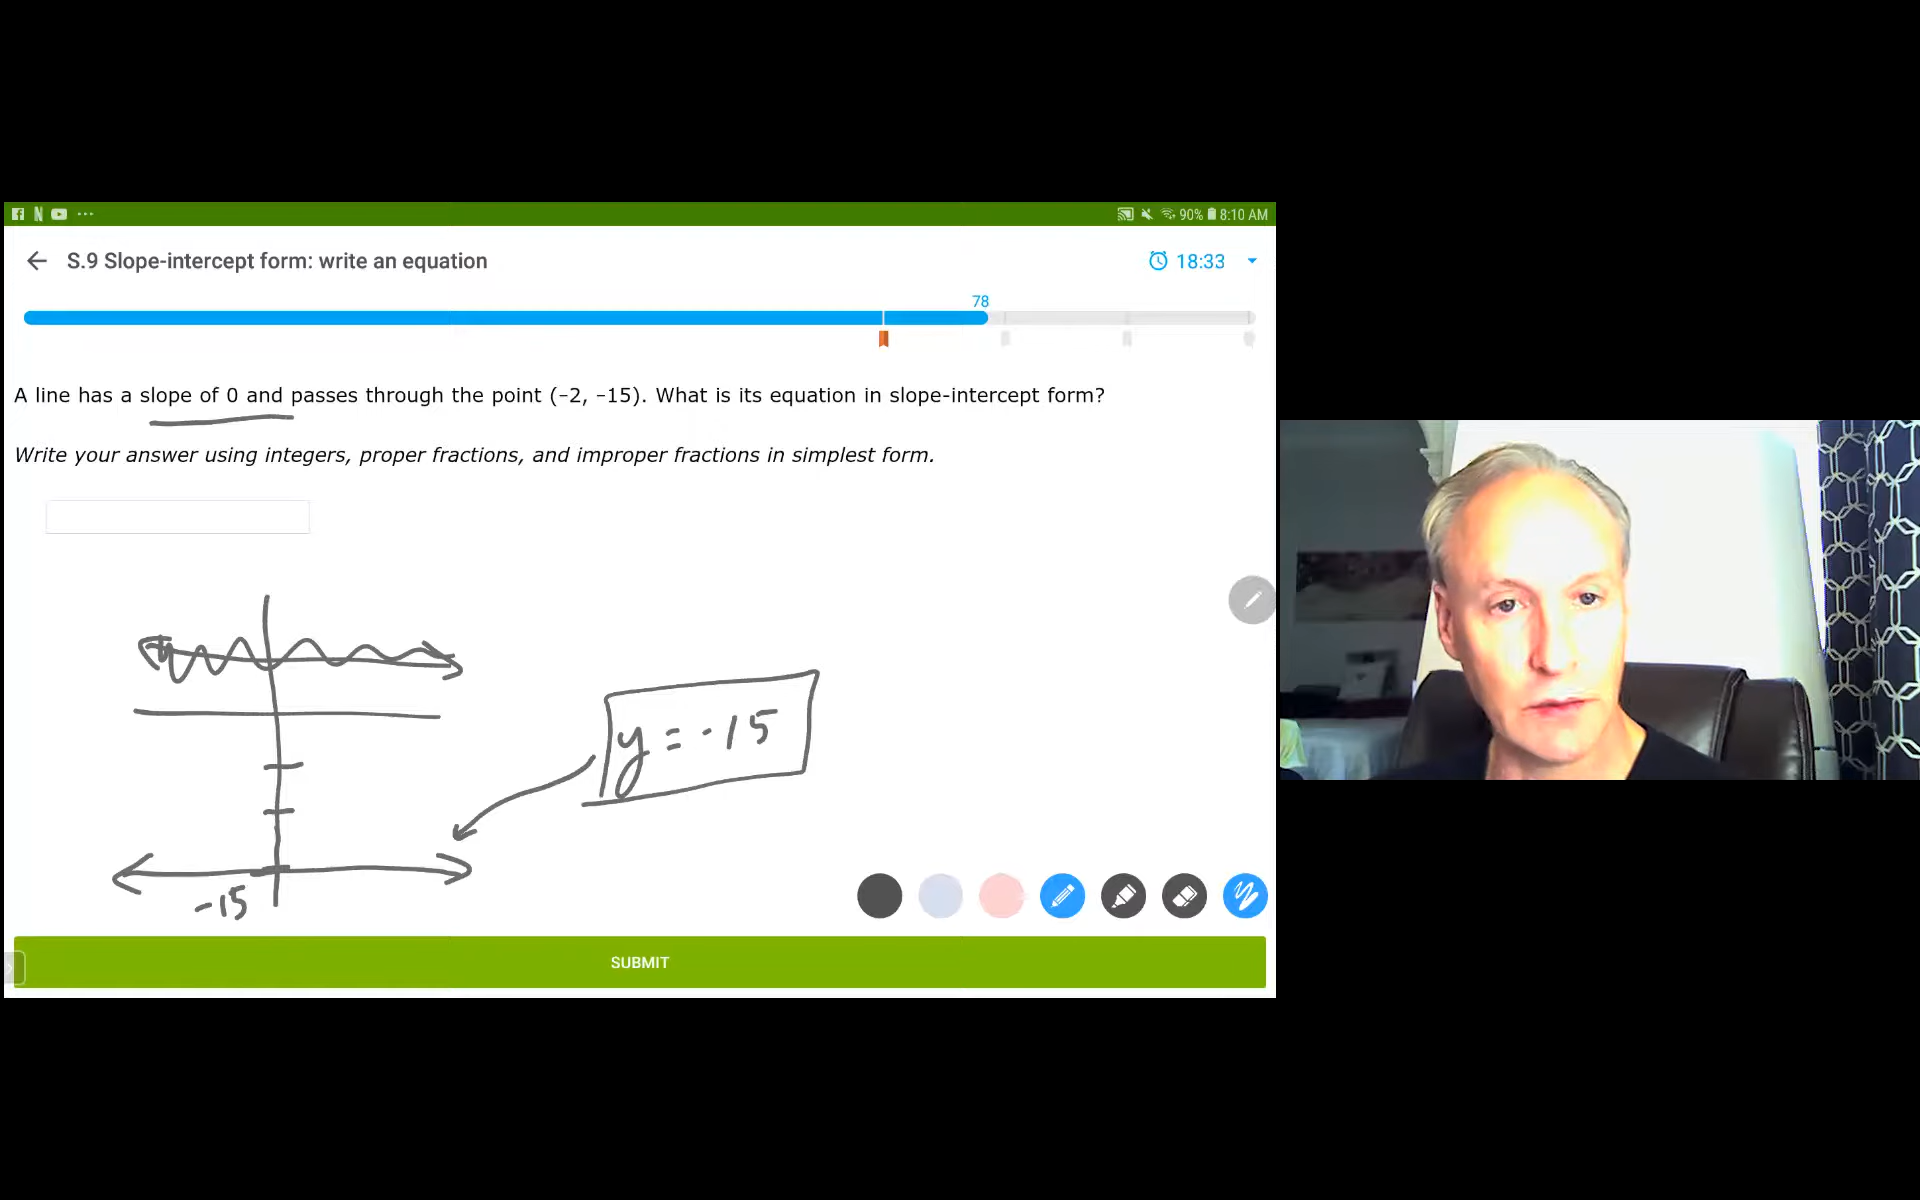 90% 8:10 AM
S.9 Slope-intercept form: write an equation
18:33
78
A line has a slope of 0 and passes through the point (–2, –15). What is its equation in slope-intercept form?
Write your answer using integers, proper fractions, and improper fractions in simplest form.
y = -15
-15
SUBMIT